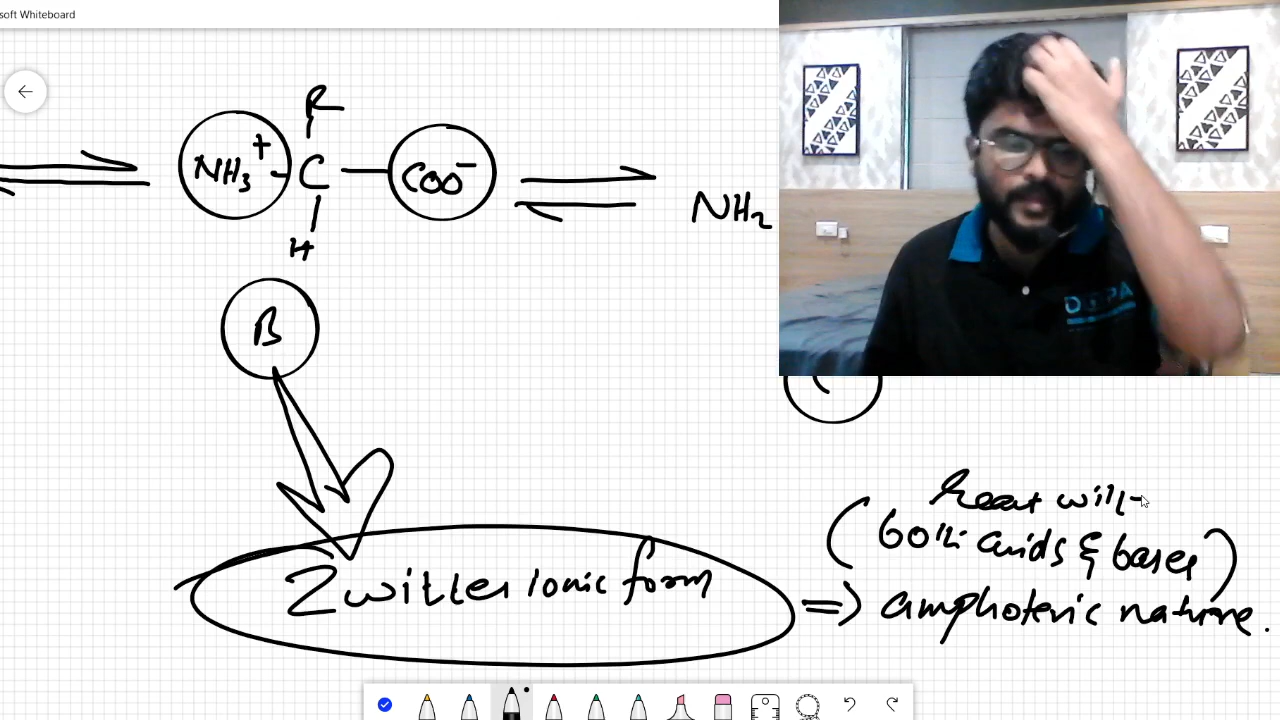 soft Whiteboard
R
NH₃⁺ - C — COO⁻
NH₂
H
B
React with
both acids & bases
Zwitter ionic form
=> amphoteric nature.